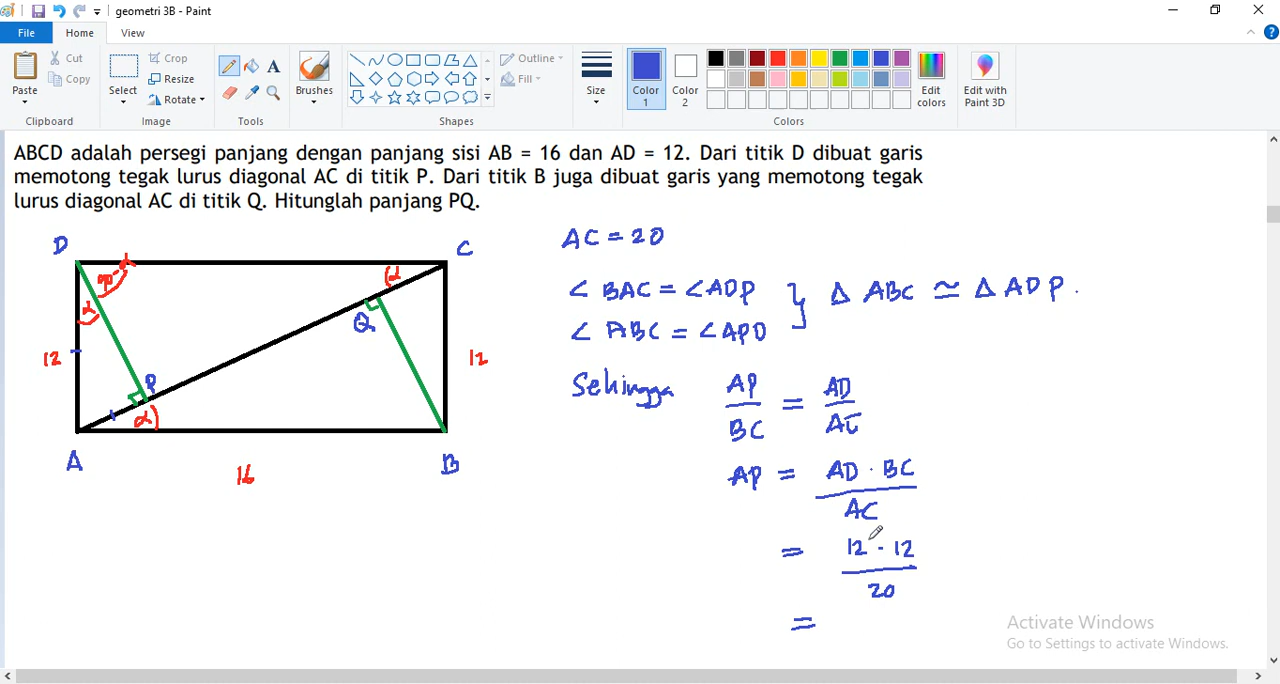 geometri 3B - Paint
File Home View
Paste Cut Copy Select Crop Resize Rotate Brushes Outline Fill Size Color 1 Color 2 Edit colors Edit with Paint 3D
Clipboard Image Tools Shapes Colors
ABCD adalah persegi panjang dengan panjang sisi AB = 16 dan AD = 12. Dari titik D dibuat garis
memotong tegak lurus diagonal AC di titik P. Dari titik B juga dibuat garis yang memotong tegak
lurus diagonal AC di titik Q. Hitunglah panjang PQ.
D C
α
α
Q
12 12
P
α
A B
16
AC = 20
∠ BAC = ∠ADP } Δ ABC ≃ Δ ADP.
∠ ABC = ∠APD
Sehingga AP/BC = AD/AC
AP = AD · BC / AC
= 12 - 12 / 20
=
Activate Windows
Go to Settings to activate Windows.